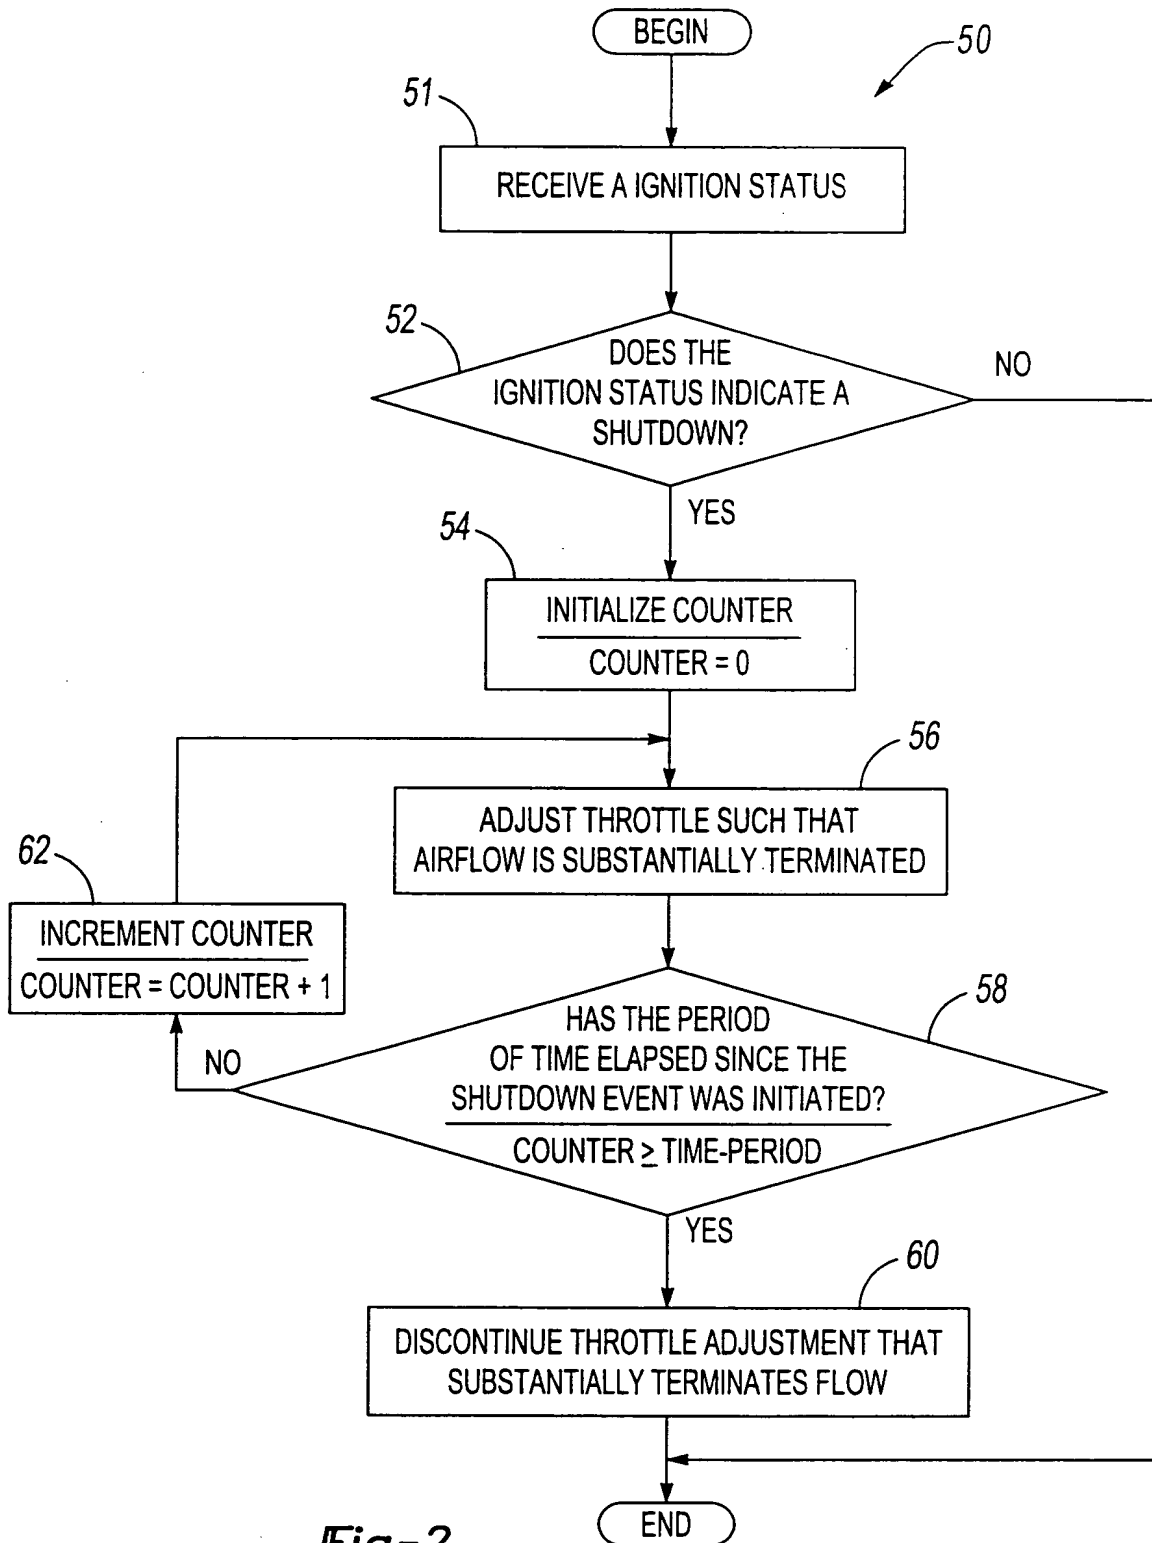 BEGIN
50
51
RECEIVE A IGNITION STATUS
52
DOES THE
IGNITION STATUS INDICATE A
SHUTDOWN?
NO
YES
54
INITIALIZE COUNTER
COUNTER = 0
56
ADJUST THROTTLE SUCH THAT
AIRFLOW IS SUBSTANTIALLY TERMINATED
62
INCREMENT COUNTER
COUNTER = COUNTER + 1
58
HAS THE PERIOD
OF TIME ELAPSED SINCE THE
SHUTDOWN EVENT WAS INITIATED?
COUNTER ≥ TIME-PERIOD
NO
YES
60
DISCONTINUE THROTTLE ADJUSTMENT THAT
SUBSTANTIALLY TERMINATES FLOW
END
Fig-2